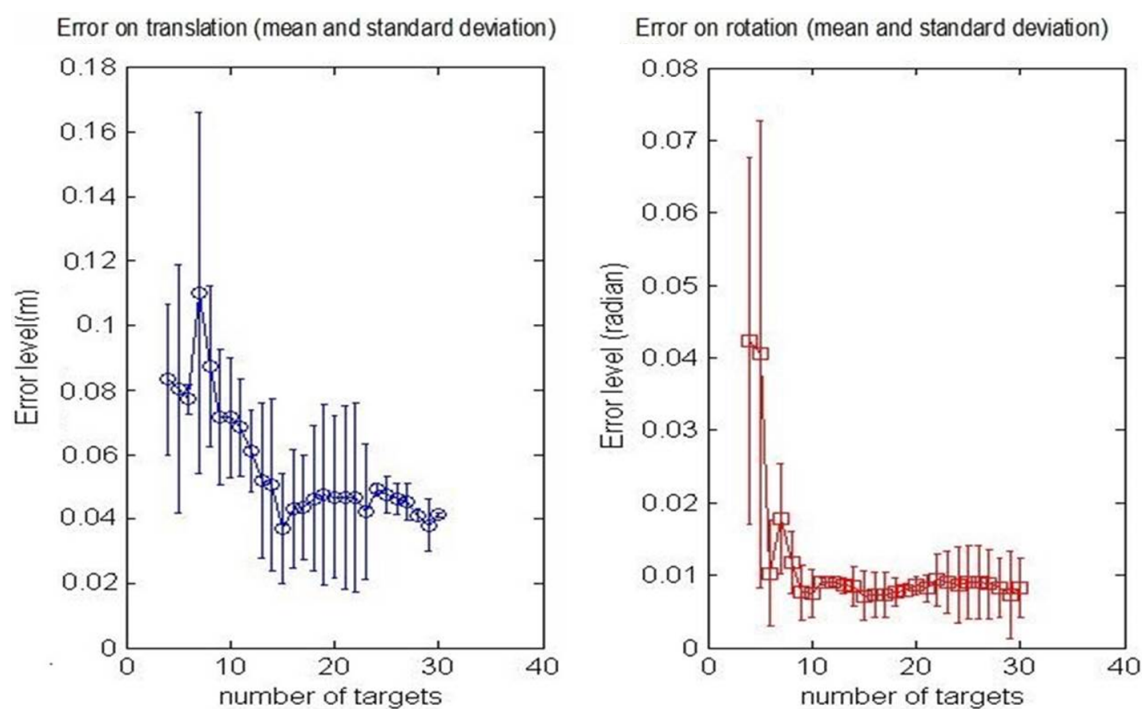 Error on translation (mean and standard deviation)
0.18
0.16
0.14
0.12
0.1
0.08
0.06
0.04
0.02
0
Error level(m)
0 10 20 30 40
number of targets
Error on rotation (mean and standard deviation)
0.08
0.07
0.06
0.05
0.04
0.03
0.02
0.01
0
Error level (radian)
0 10 20 30 40
number of targets